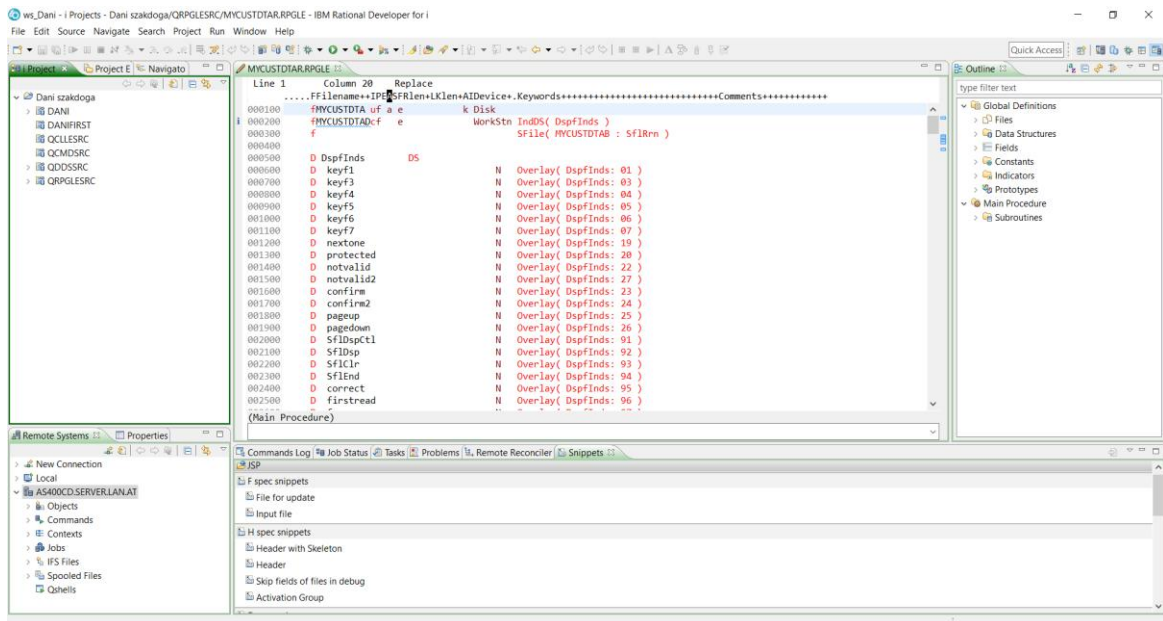 ws_Dani - i Projects - Dani szakdoga/QRPGLESRC/MYCUSTDTAR.RPGLE - IBM Rational Developer for i
File Edit Source Navigate Search Project Run Window Help
Quick Access
i Project
Project E
Navigato
Dani szakdoga
DANI
DANIFIRST
QCLLESRC
QCMDSRC
QDDSSRC
QRPGLESRC
MYCUSTDTAR.RPGLE
Line 1 Column 20 Replace
.....FFilename++IPEASFRlen+LKlen+AIDevice+.Keywords+++++++++++++++++++++++++++++Comments++++++++++++
000100 fMYCUSTDTA uf a e k Disk
000200 fMYCUSTDTADcf e WorkStn IndDS( DspfInds )
000300 f SFile( MYCUSTDTAB : SflRrn )
000400
000500 D DspfInds DS
000600 D keyf1 N Overlay( DspfInds: 01 )
000700 D keyf3 N Overlay( DspfInds: 03 )
000800 D keyf4 N Overlay( DspfInds: 04 )
000900 D keyf5 N Overlay( DspfInds: 05 )
001000 D keyf6 N Overlay( DspfInds: 06 )
001100 D keyf7 N Overlay( DspfInds: 07 )
001200 D nextone N Overlay( DspfInds: 19 )
001300 D protected N Overlay( DspfInds: 20 )
001400 D notvalid N Overlay( DspfInds: 22 )
001500 D notvalid2 N Overlay( DspfInds: 27 )
001600 D confirm N Overlay( DspfInds: 23 )
001700 D confirm2 N Overlay( DspfInds: 24 )
001800 D pageup N Overlay( DspfInds: 25 )
001900 D pagedown N Overlay( DspfInds: 26 )
002000 D SflDspCtl N Overlay( DspfInds: 91 )
002100 D SflDsp N Overlay( DspfInds: 92 )
002200 D SflClr N Overlay( DspfInds: 93 )
002300 D SflEnd N Overlay( DspfInds: 94 )
002400 D correct N Overlay( DspfInds: 95 )
002500 D firstread N Overlay( DspfInds: 96 )
(Main Procedure)
Outline
type filter text
Global Definitions
Files
Data Structures
Fields
Constants
Indicators
Prototypes
Main Procedure
Subroutines
Remote Systems
Properties
New Connection
Local
AS400CD.SERVER.LAN.AT
Objects
Commands
Contexts
Jobs
IFS Files
Spooled Files
Qshells
Commands Log
Job Status
Tasks
Problems
Remote Reconciler
Snippets
JSP
F spec snippets
File for update
Input file
H spec snippets
Header with Skeleton
Header
Skip fields of files in debug
Activation Group